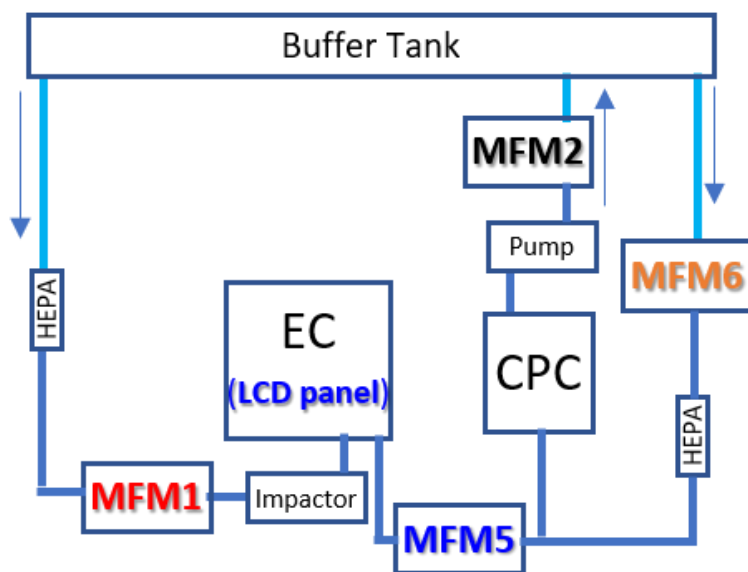 Buffer Tank
MFM2
Pump
MFM6
HEPA
EC
(LCD panel)
CPC
HEPA
MFM1
Impactor
MFM5